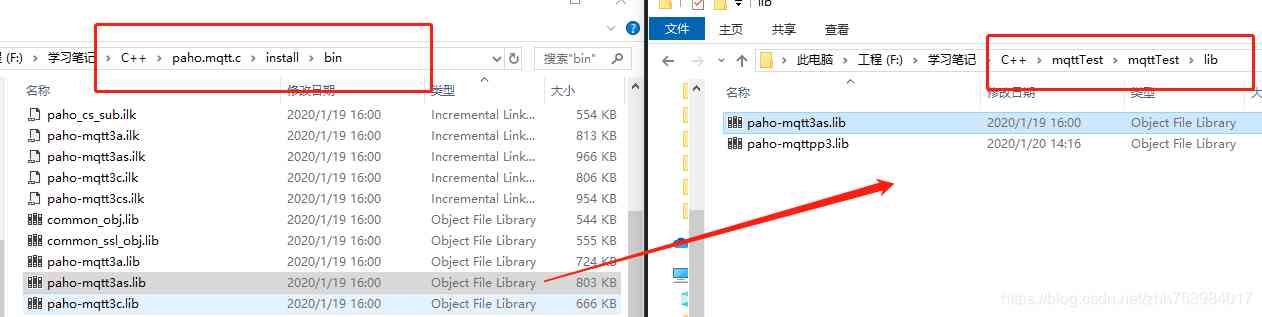 程 (F:) > 学习笔记 > C++ > paho.mqtt.c > install > bin
搜索"bin"
名称 修改日期 类型 大小
paho_cs_sub.ilk 2020/1/19 16:00 Incremental Link... 554 KB
paho-mqtt3a.ilk 2020/1/19 16:00 Incremental Link... 813 KB
paho-mqtt3as.ilk 2020/1/19 16:00 Incremental Link... 966 KB
paho-mqtt3c.ilk 2020/1/19 16:00 Incremental Link... 806 KB
paho-mqtt3cs.ilk 2020/1/19 16:00 Incremental Link... 954 KB
common_obj.lib 2020/1/19 16:00 Object File Library 544 KB
common_ssl_obj.lib 2020/1/19 16:00 Object File Library 555 KB
paho-mqtt3a.lib 2020/1/19 16:00 Object File Library 724 KB
paho-mqtt3as.lib 2020/1/19 16:00 Object File Library 803 KB
paho-mqtt3c.lib 2020/1/19 16:00 Object File Library 666 KB
lib
文件 主页 共享 查看
此电脑 > 工程 (F:) > 学习笔记 > C++ > mqttTest > mqttTest > lib
名称 修改日期 类型
paho-mqtt3as.lib 2020/1/19 16:00 Object File Library
paho-mqttpp3.lib 2020/1/20 14:16 Object File Library